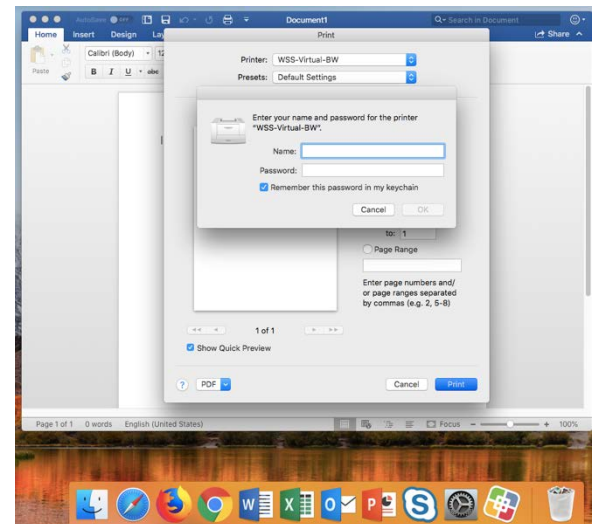 AutoSave OFF Document1 Search in Document
Home Insert Design Lay Print Share
Calibri (Body) 12
Paste B I U abc
Printer: WSS-Virtual-BW
Presets: Default Settings
Enter your name and password for the printer
"WSS-Virtual-BW".
Name:
Password:
Remember this password in my keychain
Cancel OK
to: 1
Page Range
Enter page numbers and/
or page ranges separated
by commas (e.g. 2, 5-8)
1 of 1
Show Quick Preview
? PDF Cancel Print
Page 1 of 1 0 words English (United States) Focus 100%
W X O P S